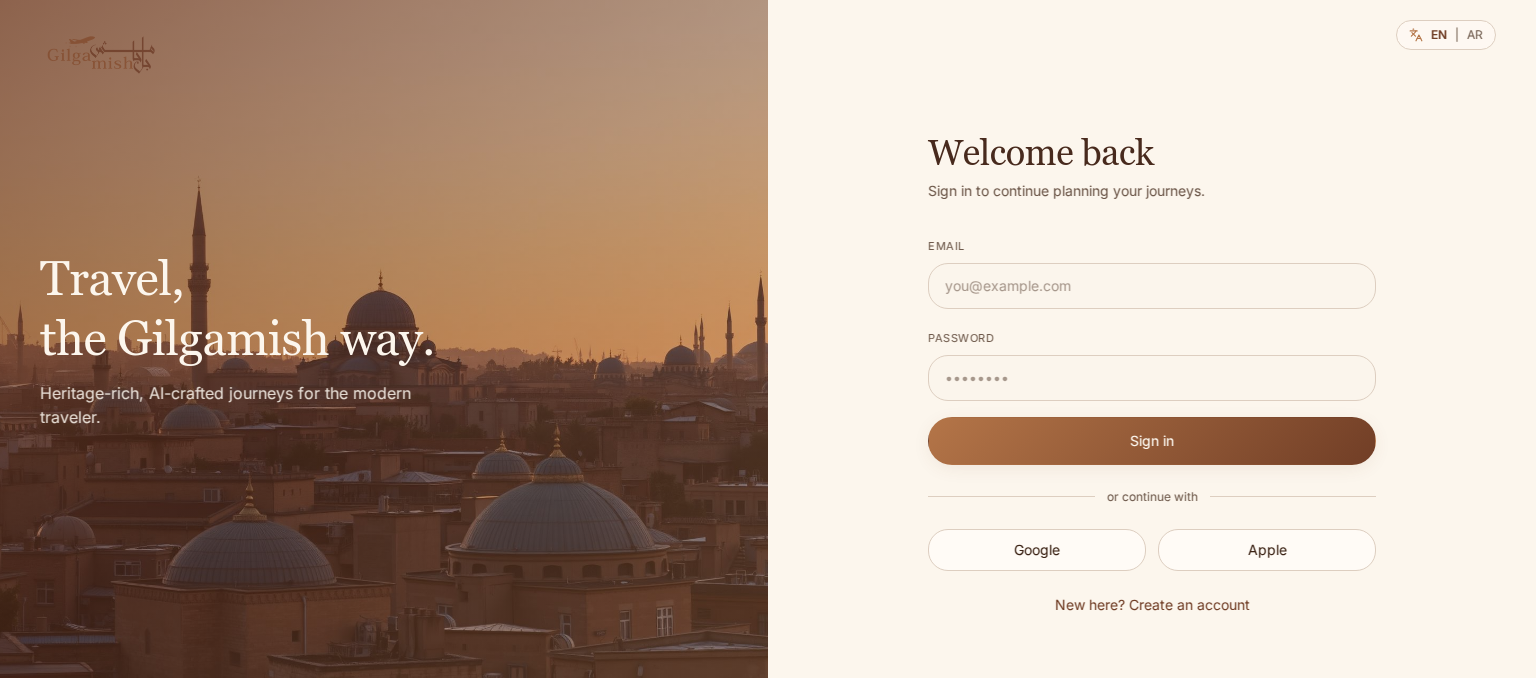 Gilga
mish
EN | AR
Travel,
the Gilgamish way.
Heritage-rich, AI-crafted journeys for the modern
traveler.
Welcome back
Sign in to continue planning your journeys.
EMAIL
you@example.com
PASSWORD
••••••••
Sign in
or continue with
Google
Apple
New here? Create an account